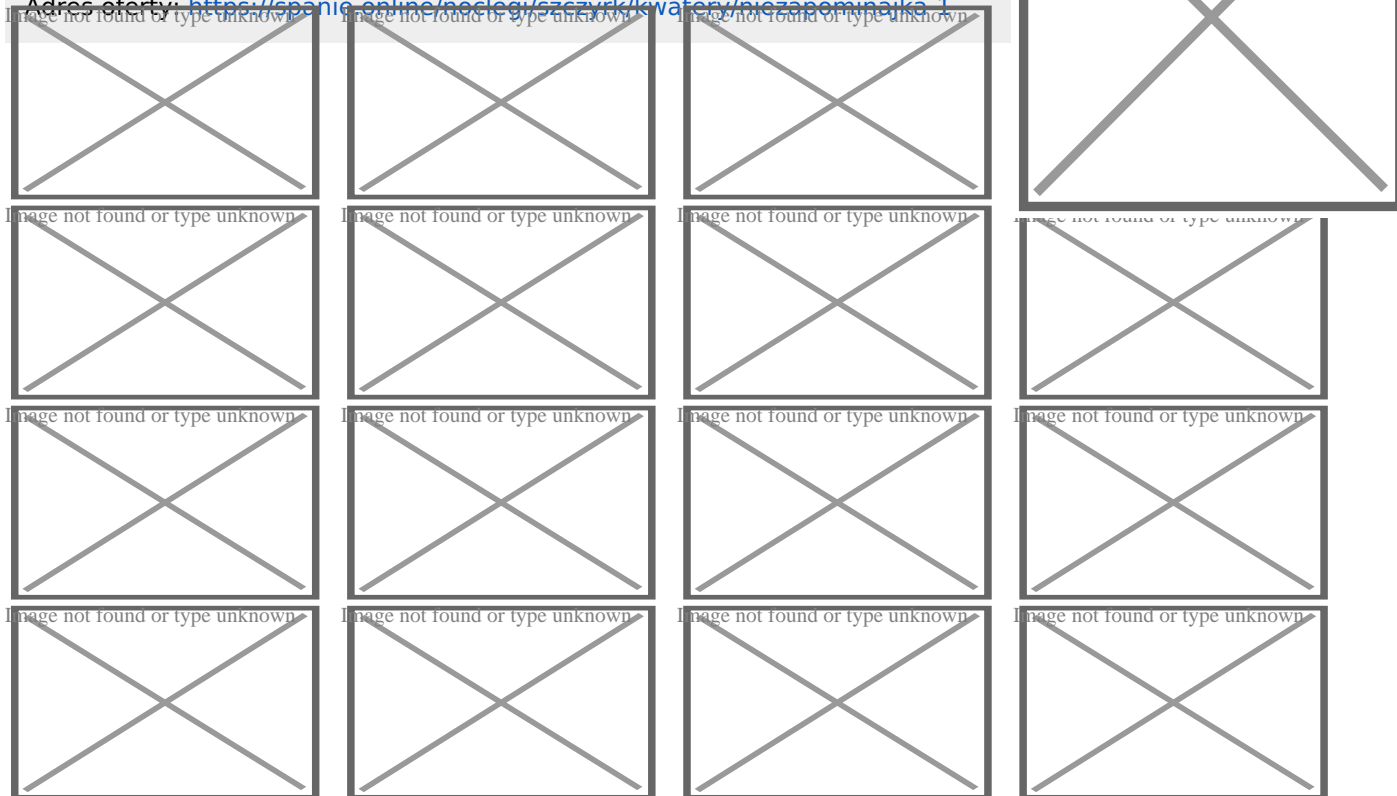 Adres oferty: https://spanie.online/noclegi/szczyrk/kwatery/niezapominajka-1
Image not found or type unknown Image not found or type unknown Image not found or type unknown
Image not found or type unknown Image not found or type unknown Image not found or type unknown Image not found or type unknown
Image not found or type unknown Image not found or type unknown Image not found or type unknown Image not found or type unknown
Image not found or type unknown Image not found or type unknown Image not found or type unknown Image not found or type unknown